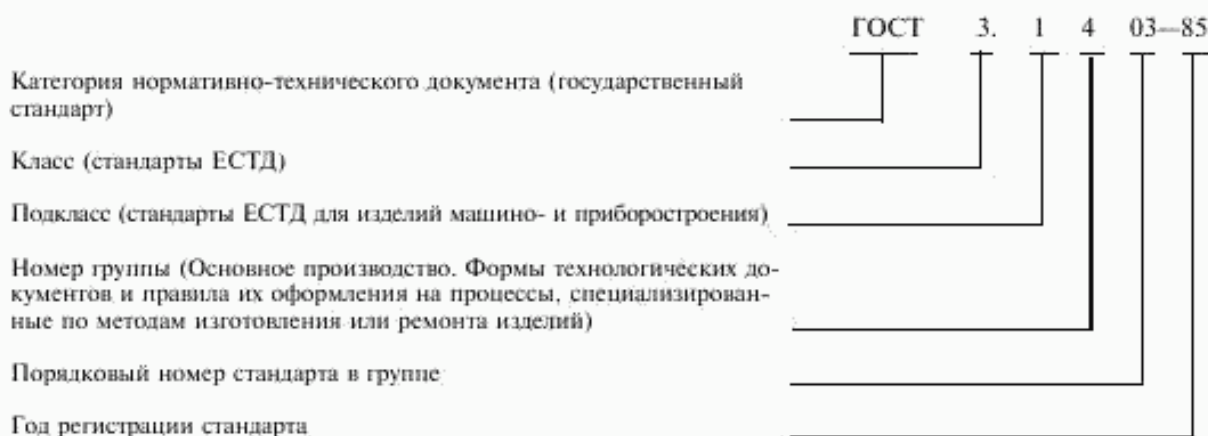 ГОСТ 3. 1 4 03—85
Категория нормативно-технического документа (государственный
стандарт)
Класс (стандарты ЕСТД)
Подкласс (стандарты ЕСТД для изделий машино- и приборостроения)
Номер группы (Основное производство. Формы технологических до-
кументов и правила их оформления на процессы, специализирован-
ные по методам изготовления или ремонта изделий)
Порядковый номер стандарта в группе
Год регистрации стандарта